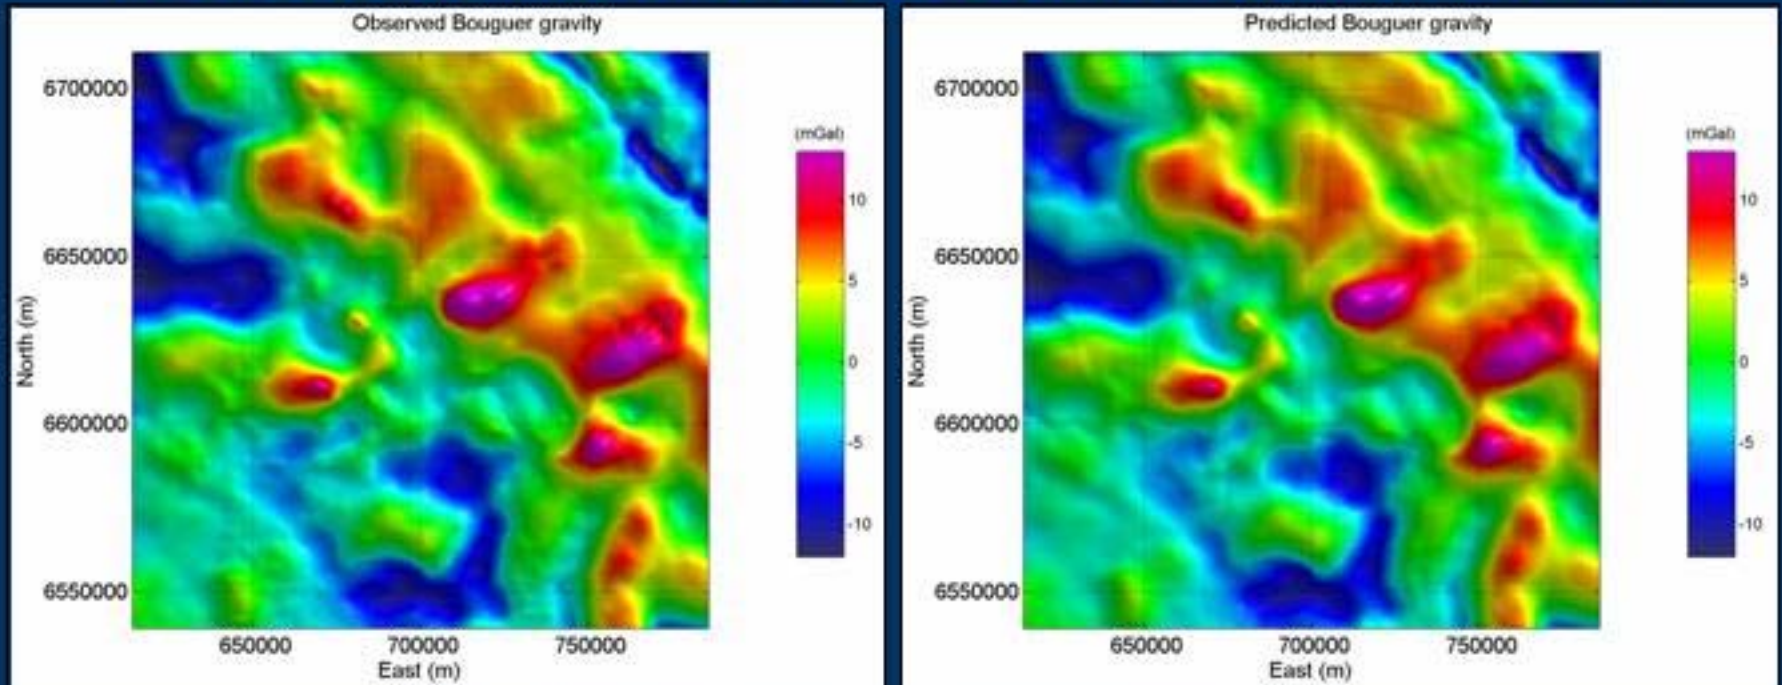 Observed Bouguer gravity
6700000
6650000
6600000
6550000
North (m)
650000 700000 750000
East (m)
(mGal)
10
5
0
-5
-10
Predicted Bouguer gravity
6700000
6650000
6600000
6550000
North (m)
650000 700000 750000
East (m)
(mGal)
10
5
0
-5
-10